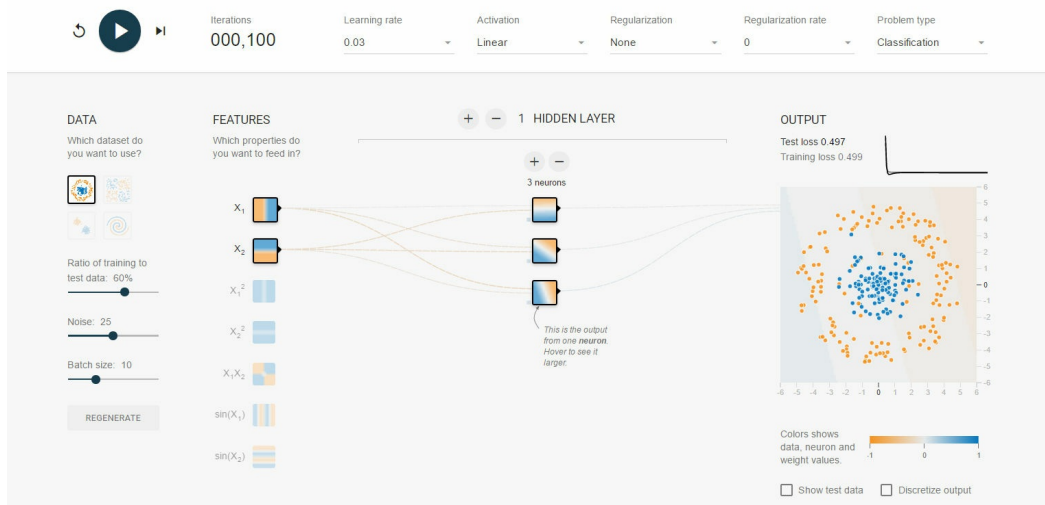 Iterations
000,100
Learning rate
0.03
Activation
Linear
Regularization
None
Regularization rate
0
Problem type
Classification
DATA
Which dataset do
you want to use?
Ratio of training to
test data: 60%
Noise: 25
Batch size: 10
REGENERATE
FEATURES
Which properties do
you want to feed in?
X₁
X₂
X₁²
X₂²
X₁X₂
sin(X₁)
sin(X₂)
+ − 1 HIDDEN LAYER
+ −
3 neurons
This is the output
from one neuron.
Hover to see it
larger.
OUTPUT
Test loss 0.497
Training loss 0.499
6
5
4
3
2
1
0
-1
-2
-3
-4
-5
-6
-6 -5 -4 -3 -2 -1 0 1 2 3 4 5 6
Colors shows
data, neuron and
weight values.
-1 0 1
Show test data
Discretize output